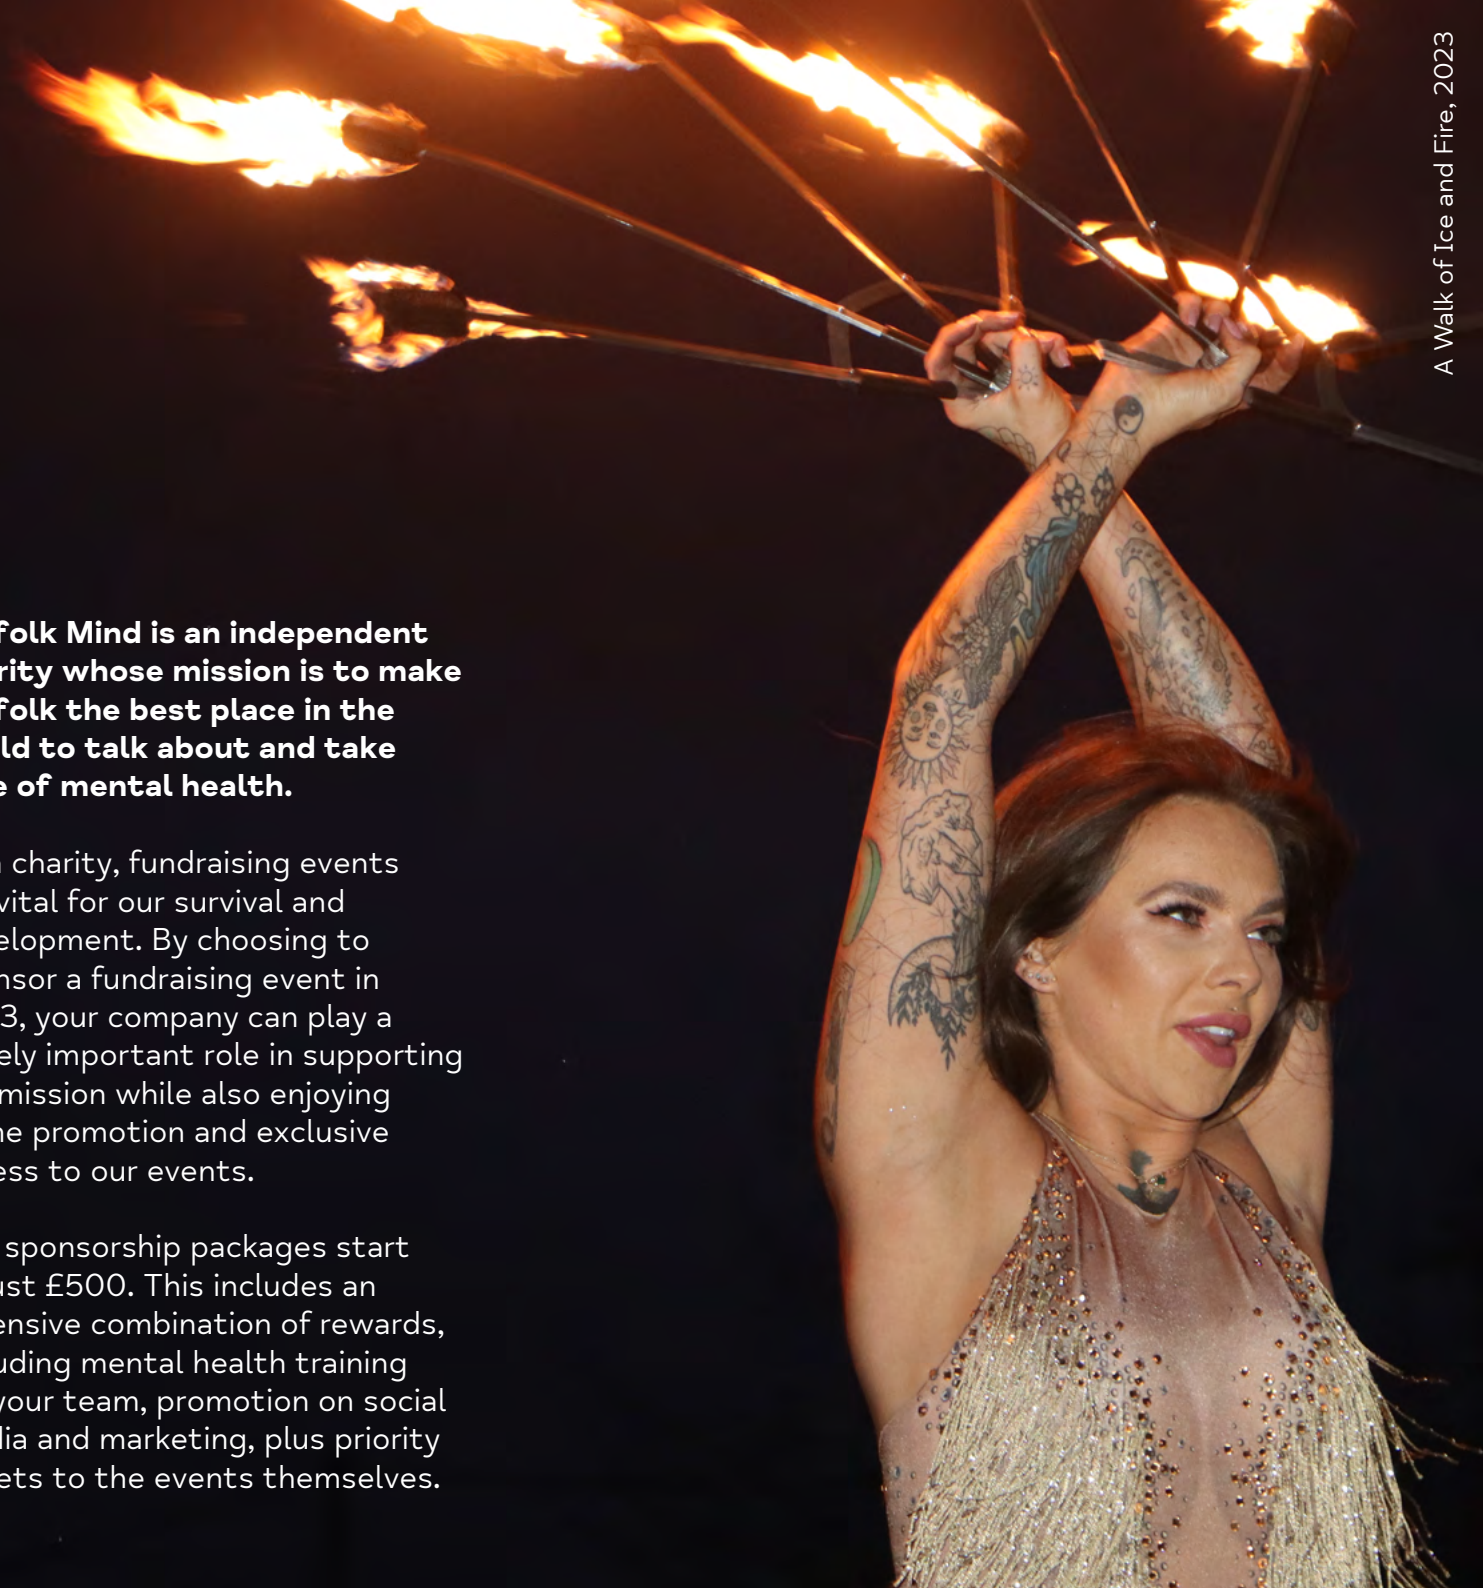 folk Mind is an independent
rity whose mission is to make
folk the best place in the
ld to talk about and take
e of mental health.
charity, fundraising events
vital for our survival and
elopment. By choosing to
nsor a fundraising event in
3, your company can play a
ely important role in supporting
mission while also enjoying
ne promotion and exclusive
ess to our events.
sponsorship packages start
ust £500. This includes an
ensive combination of rewards,
uding mental health training
your team, promotion on social
dia and marketing, plus priority
ets to the events themselves.
A Walk of Ice and Fire, 2023